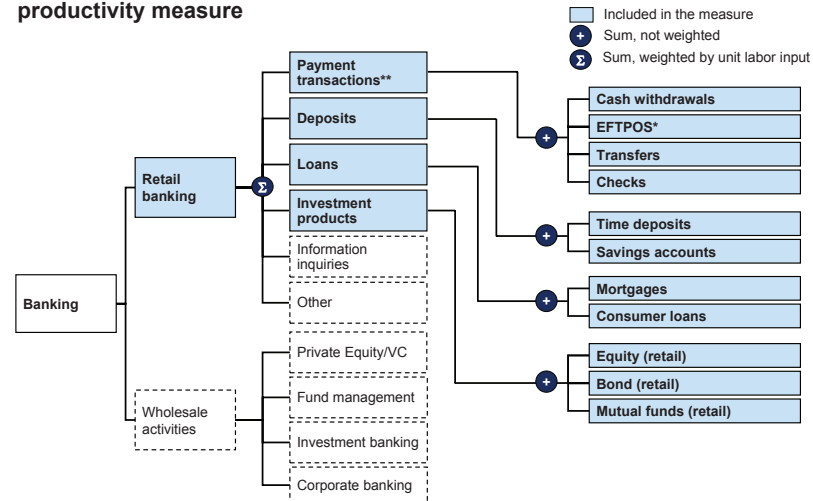 productivity measure
Included in the measure
+
Sum, not weighted
Σ
Sum, weighted by unit labor input
Payment
transactions**
Deposits
Loans
Investment
products
Information
inquiries
Other
Retail
banking
Σ
Banking
Wholesale
activities
Private Equity/VC
Fund management
Investment banking
Corporate banking
+
Cash withdrawals
EFTPOS*
Transfers
Checks
+
Time deposits
Savings accounts
+
Mortgages
Consumer loans
+
Equity (retail)
Bond (retail)
Mutual funds (retail)